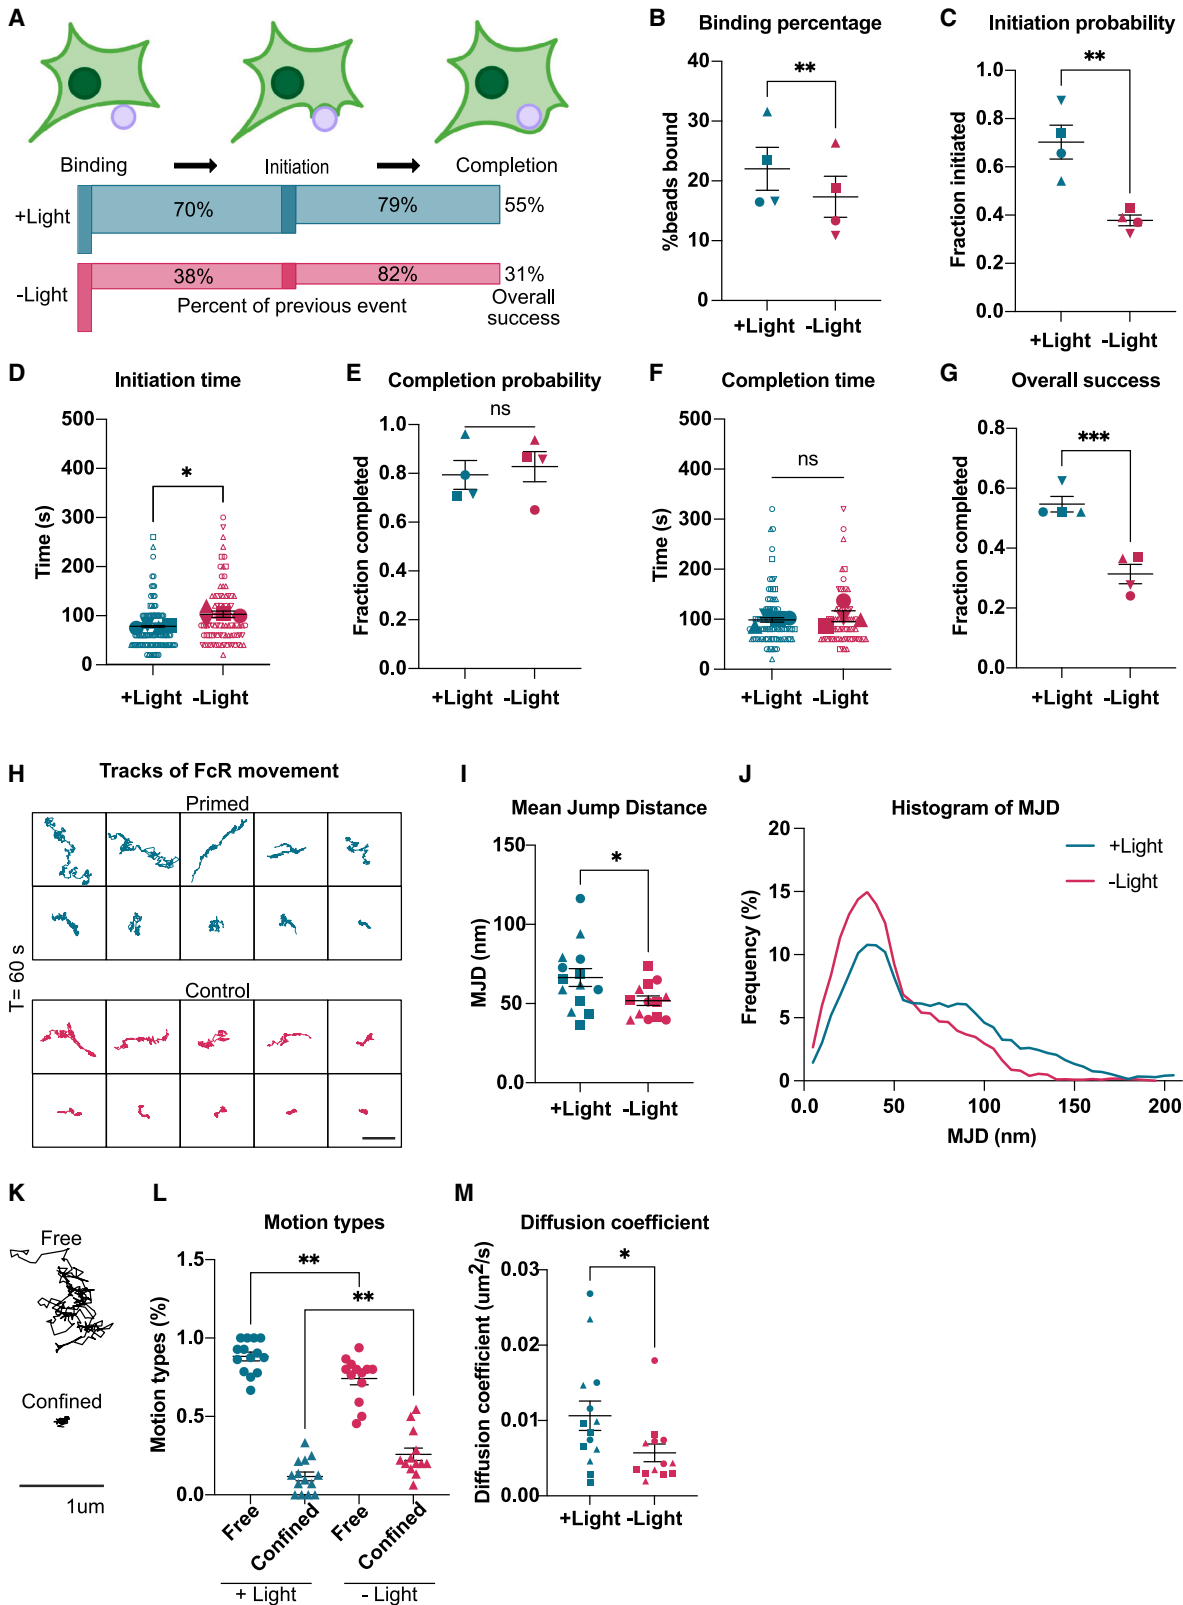 A
Binding
Initiation
Completion
+Light
70%
79%
55%
-Light
38%
82%
31%
Percent of previous event
Overall
success
B
Binding percentage
**
%beads bound
40
30
20
10
0
+Light -Light
C
Initiation probability
**
Fraction initiated
1.0
0.8
0.6
0.4
0.2
0.0
+Light -Light
D
Initiation time
*
Time (s)
500
400
300
200
100
0
+Light -Light
E
Completion probability
ns
Fraction completed
1.0
0.8
0.6
0.4
0.2
0.0
+Light -Light
F
Completion time
ns
Time (s)
500
400
300
200
100
0
+Light -Light
G
Overall success
***
Fraction completed
0.8
0.6
0.4
0.2
0.0
+Light -Light
H
Tracks of FcR movement
Primed
T= 60 s
Control
I
Mean Jump Distance
*
MJD (nm)
150
100
50
0.0
+Light -Light
J
Histogram of MJD
+Light
-Light
Frequency (%)
20
15
10
5
0
0.0 50 100 150 200
MJD (nm)
K
Free
Confined
1um
L
Motion types
**
**
Motion types (%)
1.5
1.0
0.5
0.0
Free
Confined
Free
Confined
+ Light
- Light
M
Diffusion coefficient
*
Diffusion coefficient (um²/s)
0.03
0.02
0.01
0.00
+Light -Light